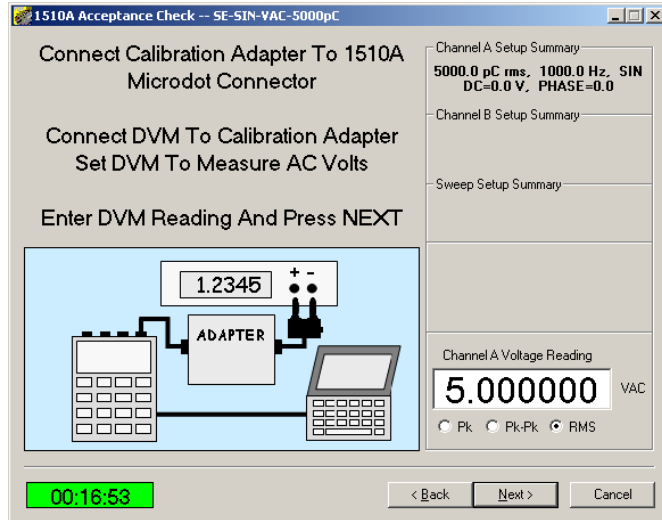 1510A Acceptance Check -- SE-SIN-VAC-5000pC
Connect Calibration Adapter To 1510A
Microdot Connector
Connect DVM To Calibration Adapter
Set DVM To Measure AC Volts
Enter DVM Reading And Press NEXT
1.2345
+ -
ADAPTER
Channel A Setup Summary
5000.0 pC rms, 1000.0 Hz, SIN
DC=0.0 V, PHASE=0.0
Channel B Setup Summary
Sweep Setup Summary
Channel A Voltage Reading
5.000000 VAC
Pk Pk-Pk RMS
00:16:53
< Back Next > Cancel